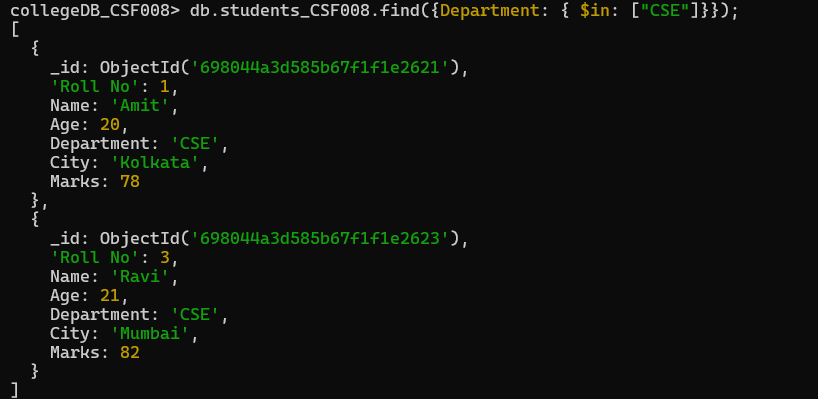 collegeDB_CSF008> db.students_CSF008.find({Department: { $in: ["CSE"]}});
[
  {
    _id: ObjectId('698044a3d585b67f1f1e2621'),
    'Roll No': 1,
    Name: 'Amit',
    Age: 20,
    Department: 'CSE',
    City: 'Kolkata',
    Marks: 78
  },
  {
    _id: ObjectId('698044a3d585b67f1f1e2623'),
    'Roll No': 3,
    Name: 'Ravi',
    Age: 21,
    Department: 'CSE',
    City: 'Mumbai',
    Marks: 82
  }
]